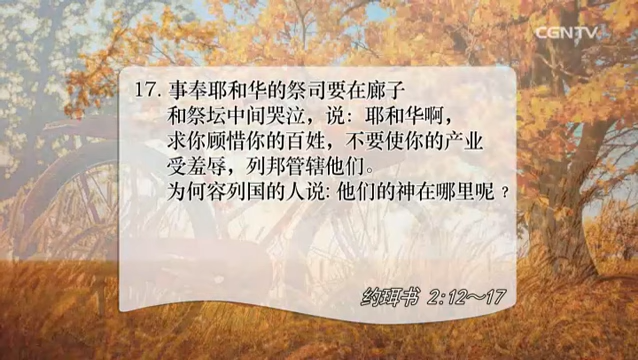 CGNTV
17. 事奉耶和华的祭司要在廊子
和祭坛中间哭泣，说：耶和华啊，
求你顾惜你的百姓，不要使你的产业
受羞辱，列邦管辖他们。
为何容列国的人说：他们的神在哪里呢？
约珥书 2:12～17